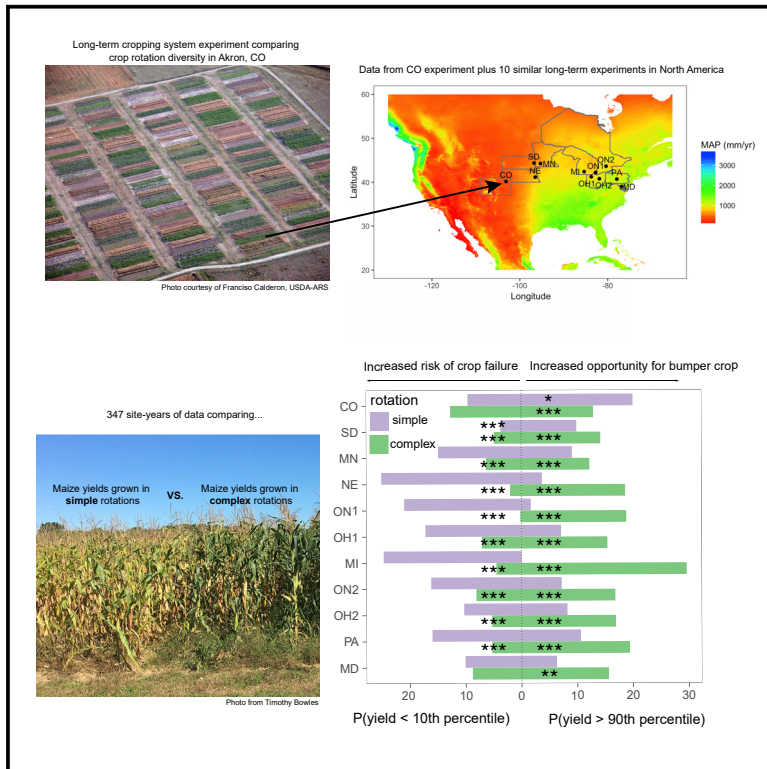 Long-term cropping system experiment comparing
crop rotation diversity in Akron, CO
Photo courtesy of Franciso Calderon, USDA-ARS
Data from CO experiment plus 10 similar long-term experiments in North America
60
50
40
30
20
Latitude
-120
-100
-80
Longitude
CO
SD
MN
NE
MI
ON1
ON2
OH1
OH2
PA
MD
MAP (mm/yr)
3000
2000
1000
347 site-years of data comparing...
Maize yields grown in
simple rotations
VS.
Maize yields grown in
complex rotations
Photo from Timothy Bowles
Increased risk of crop failure
Increased opportunity for bumper crop
rotation
simple
complex
CO
*
***
SD
***
*** ***
MN
*** ***
NE
*** ***
ON1
*** ***
OH1
*** ***
MI
*** ***
ON2
*** ***
OH2
*** ***
PA
*** ***
MD
**
20
10
0
10
20
30
P(yield < 10th percentile)
P(yield > 90th percentile)